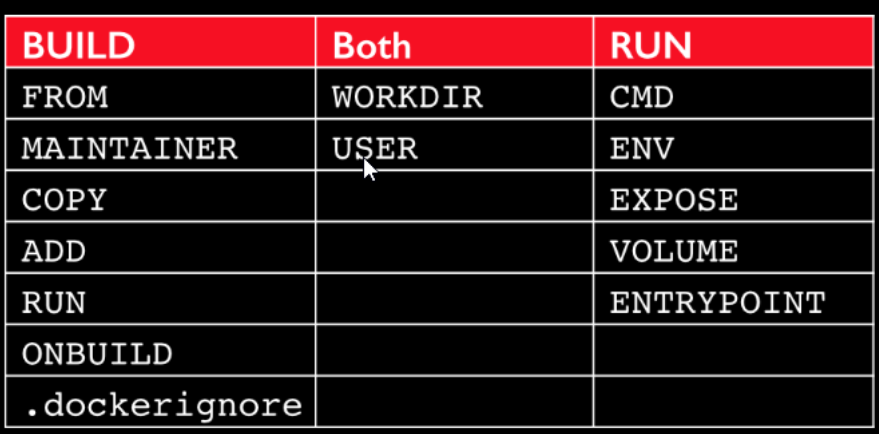 BUILD Both RUN
FROM WORKDIR CMD
MAINTAINER USER ENV
COPY EXPOSE
ADD VOLUME
RUN ENTRYPOINT
ONBUILD
.dockerignore